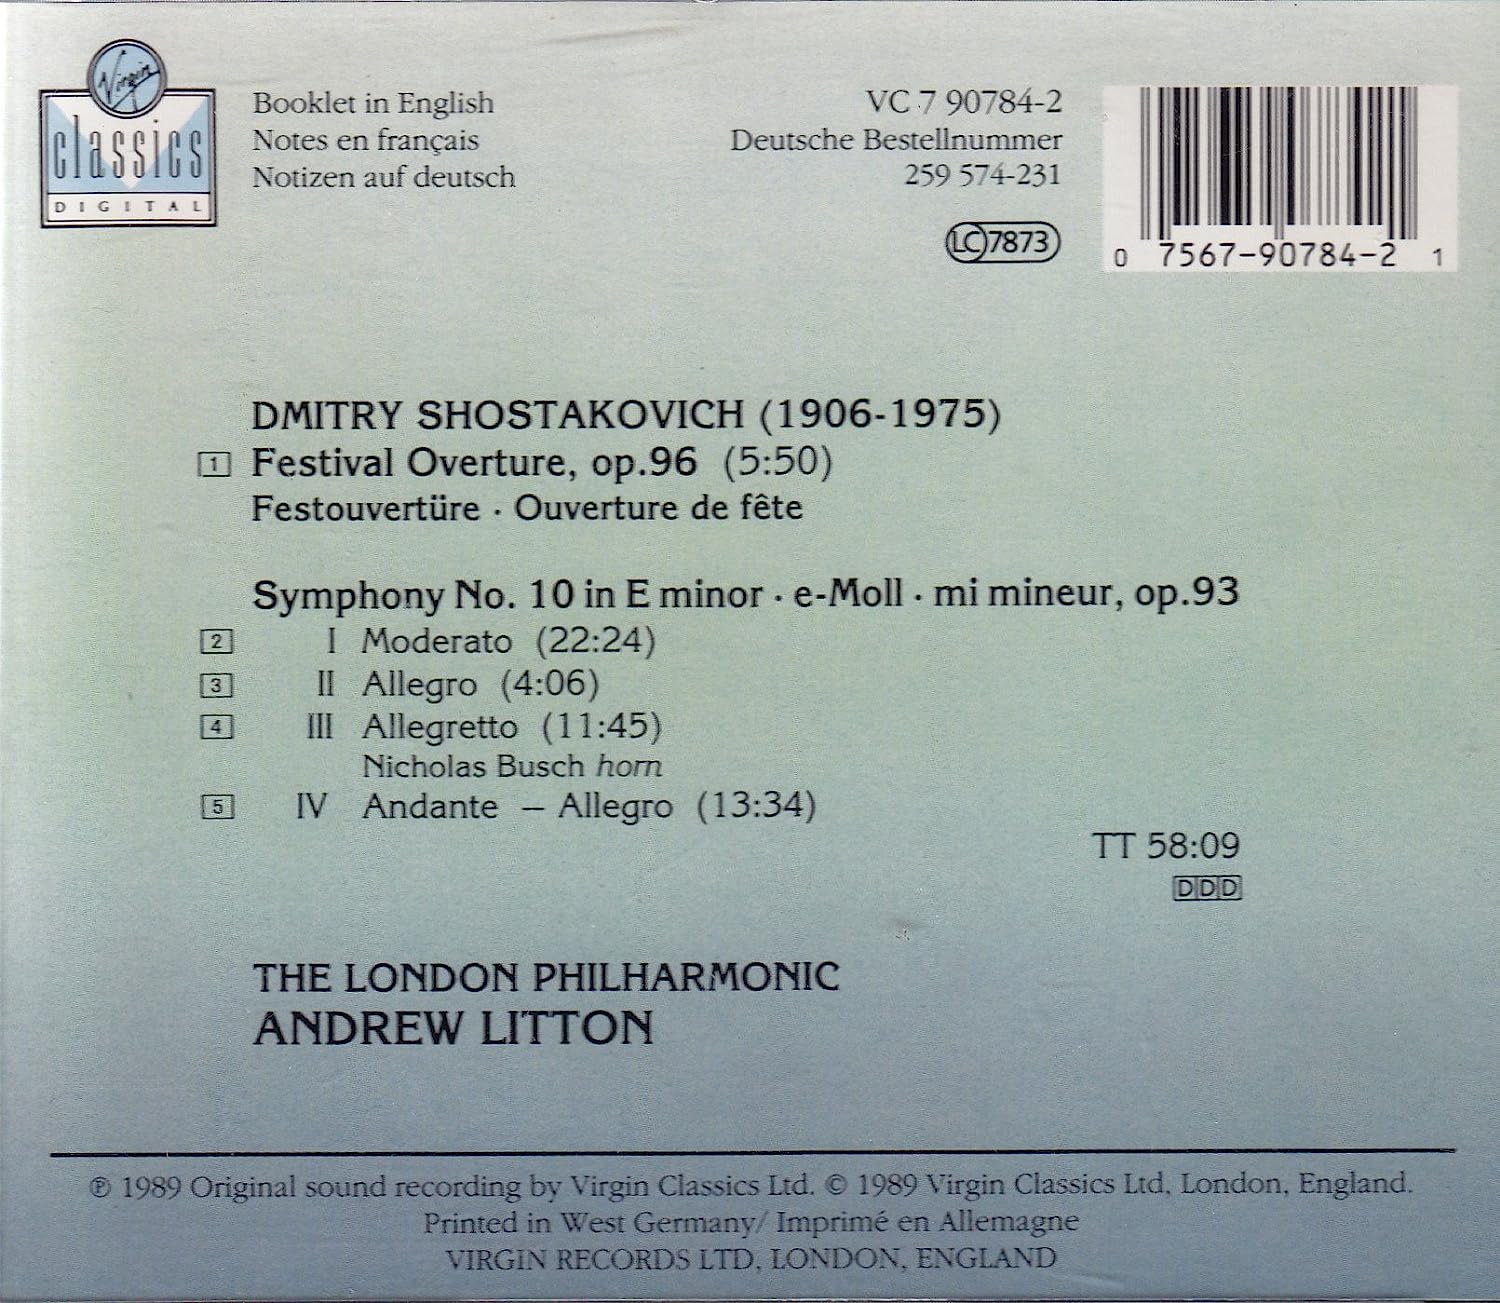 Virgin
classics
DIGITAL
Booklet in English
Notes en français
Notizen auf deutsch
VC 7 90784-2
Deutsche Bestellnummer
259 574-231
LC 7873
0 7567-90784-2 1
DMITRY SHOSTAKOVICH (1906-1975)
1 Festival Overture, op.96 (5:50)
Festouvertüre · Ouverture de fête
Symphony No. 10 in E minor · e-Moll · mi mineur, op.93
2 I Moderato (22:24)
3 II Allegro (4:06)
4 III Allegretto (11:45)
Nicholas Busch horn
5 IV Andante – Allegro (13:34)
TT 58:09
DDD
THE LONDON PHILHARMONIC
ANDREW LITTON
℗ 1989 Original sound recording by Virgin Classics Ltd. © 1989 Virgin Classics Ltd, London, England.
Printed in West Germany/ Imprimé en Allemagne
VIRGIN RECORDS LTD, LONDON, ENGLAND